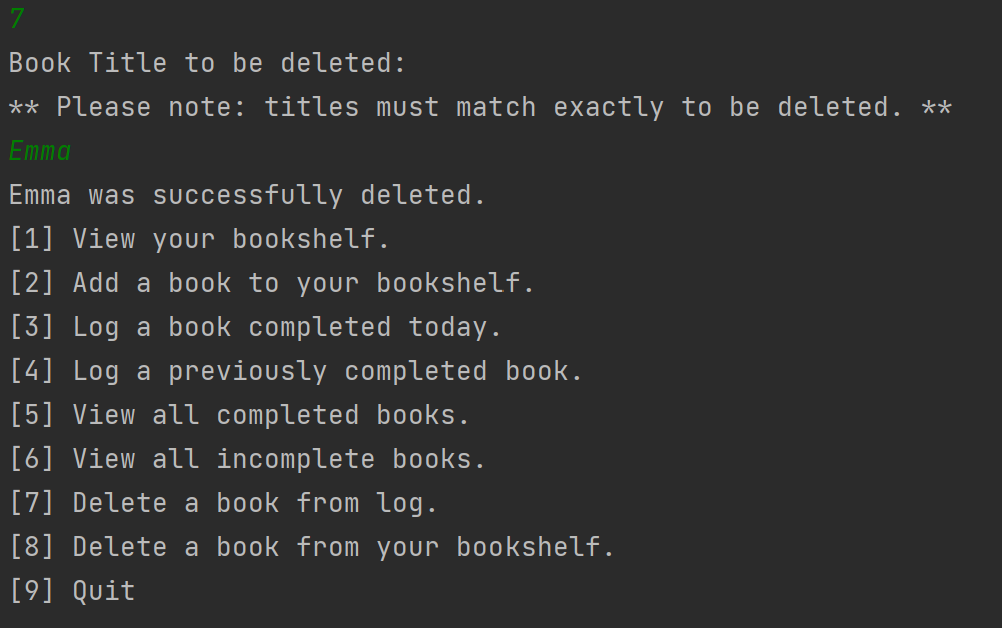 7
Book Title to be deleted:
** Please note: titles must match exactly to be deleted. **
Emma
Emma was successfully deleted.
[1] View your bookshelf.
[2] Add a book to your bookshelf.
[3] Log a book completed today.
[4] Log a previously completed book.
[5] View all completed books.
[6] View all incomplete books.
[7] Delete a book from log.
[8] Delete a book from your bookshelf.
[9] Quit